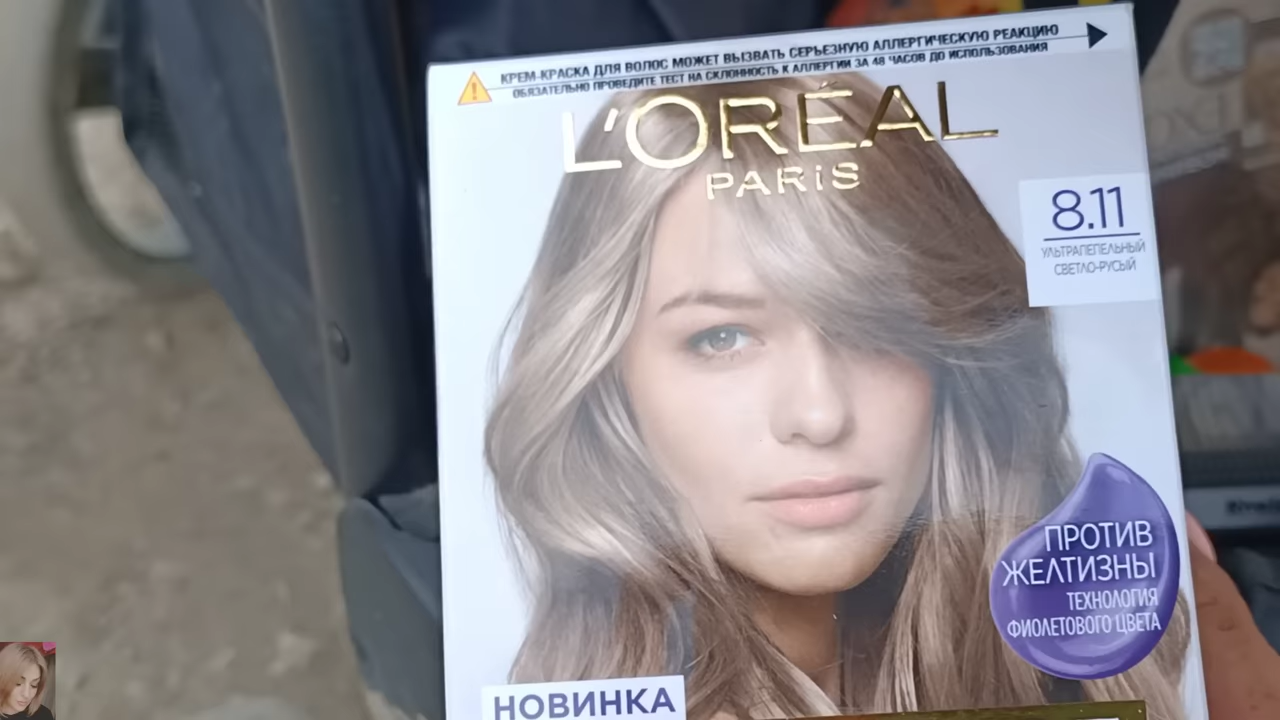 КРЕМ-КРАСКА ДЛЯ ВОЛОС МОЖЕТ ВЫЗВАТЬ СЕРЬЕЗНУЮ АЛЛЕРГИЧЕСКУЮ РЕАКЦИЮ
ОБЯЗАТЕЛЬНО ПРОВЕДИТЕ ТЕСТ НА СКЛОННОСТЬ К АЛЛЕРГИИ ЗА 48 ЧАСОВ ДО ИСПОЛЬЗОВАНИЯ
L'ORÉAL
PARIS
8.11
УЛЬТРАПЕПЕЛЬНЫЙ
СВЕТЛО-РУСЫЙ
ПРОТИВ
ЖЕЛТИЗНЫ
ТЕХНОЛОГИЯ
ФИОЛЕТОВОГО ЦВЕТА
НОВИНКА